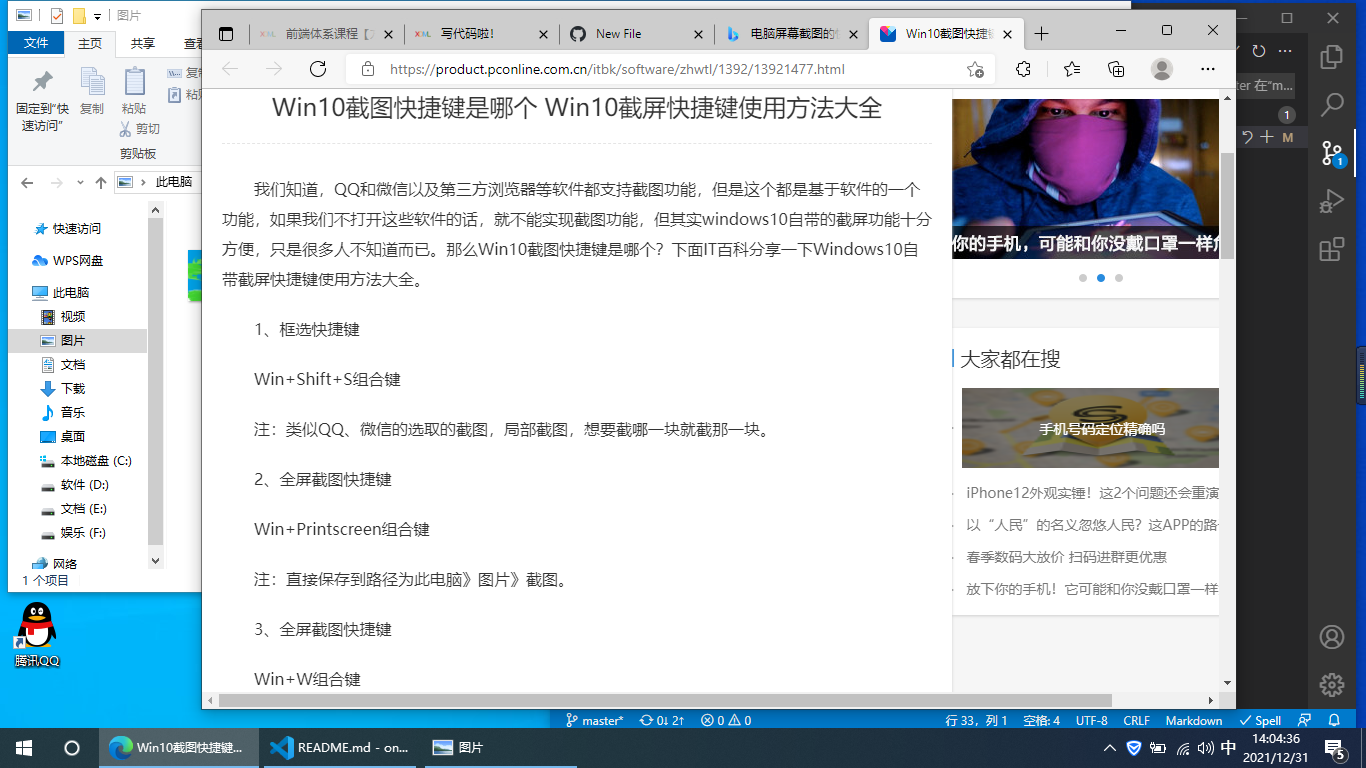 图片
文件
主页
共享
查看
固定到“快
速访问”
复制
粘贴
剪切
剪贴板
此电脑
快速访问
WPS网盘
此电脑
视频
图片
文档
下载
音乐
桌面
本地磁盘 (C:)
软件 (D:)
文档 (E:)
娱乐 (F:)
网络
1 个项目
腾讯QQ
前端体系课程
写代码啦!
New File
电脑屏幕截图的
Win10截图快捷键
https://product.pconline.com.cn/itbk/software/zhwtl/1392/13921477.html
Win10截图快捷键是哪个 Win10截屏快捷键使用方法大全
我们知道，QQ和微信以及第三方浏览器等软件都支持截图功能，但是这个都是基于软件的一个
功能，如果我们不打开这些软件的话，就不能实现截图功能，但其实windows10自带的截屏功能十分
方便，只是很多人不知道而已。那么Win10截图快捷键是哪个？下面IT百科分享一下Windows10自
带截屏快捷键使用方法大全。
1、框选快捷键
Win+Shift+S组合键
注：类似QQ、微信的选取的截图，局部截图，想要截哪一块就截那一块。
2、全屏截图快捷键
Win+Printscreen组合键
注：直接保存到路径为此电脑》图片》截图。
3、全屏截图快捷键
Win+W组合键
你的手机，可能和你没戴口罩一样危
大家都在搜
手机号码定位精确吗
iPhone12外观实锤！这2个问题还会重演
以“人民”的名义忽悠人民？这APP的路
春季数码大放价 扫码进群更优惠
放下你的手机！它可能和你没戴口罩一样
ter 在“m...
1
M
1
master*
0↓ 2↑
0
0
行 33，列 1
空格: 4
UTF-8
CRLF
Markdown
Spell
Win10截图快捷键...
README.md - on...
图片
中
14:04:36
2021/12/31
5